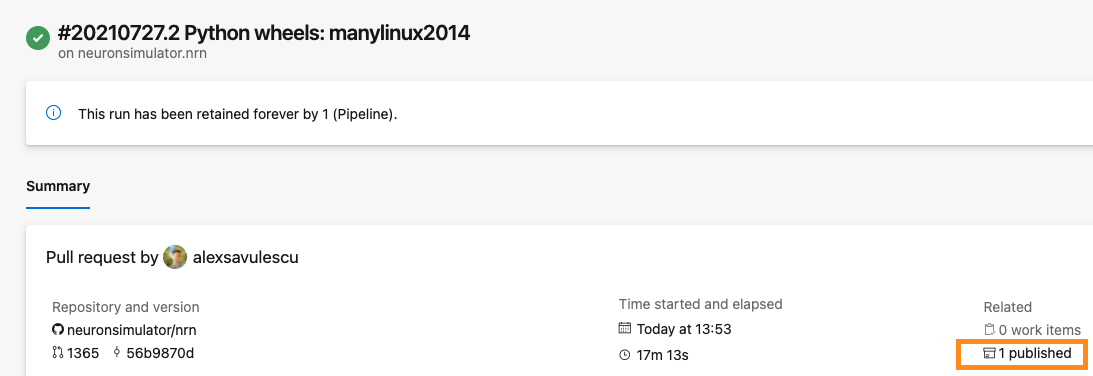 #20210727.2 Python wheels: manylinux2014
on neuronsimulator.nrn
This run has been retained forever by 1 (Pipeline).
Summary
Pull request by alexsavulescu
Repository and version
neuronsimulator/nrn
1365 56b9870d
Time started and elapsed
Today at 13:53
17m 13s
Related
0 work items
1 published